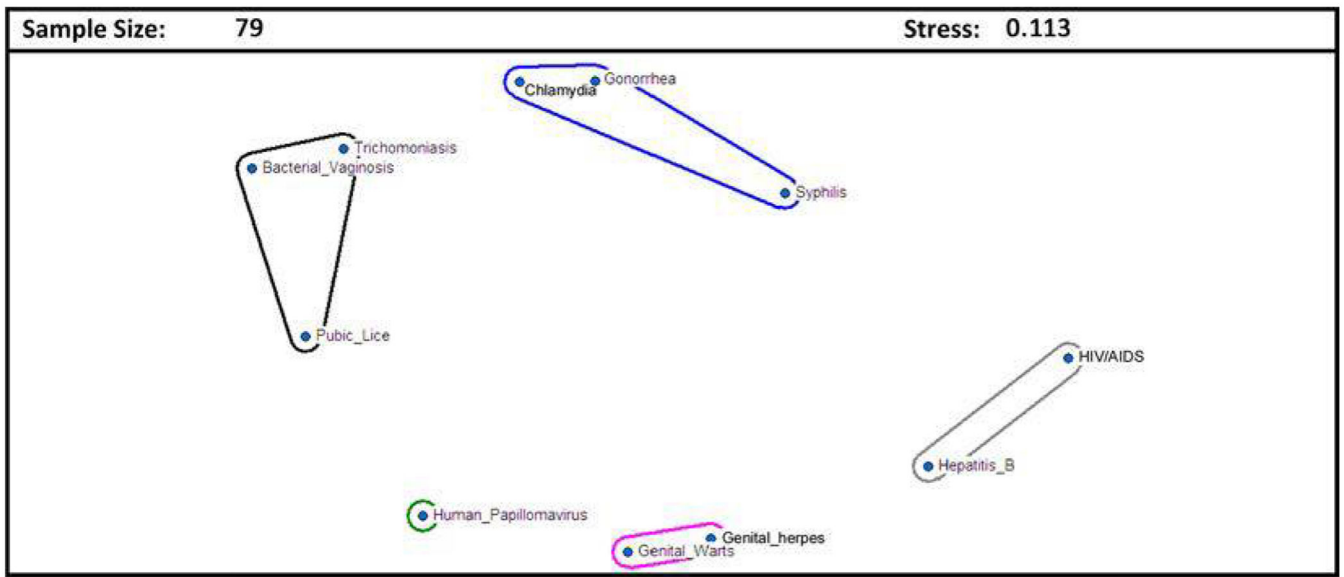 Sample Size: 79 Stress: 0.113
Gonorrhea
Chlamydia
Trichomoniasis
Bacterial_Vaginosis
Syphilis
Pubic_Lice
HIV/AIDS
Hepatitis_B
Human_Papillomavirus
Genital_herpes
Genital_Warts